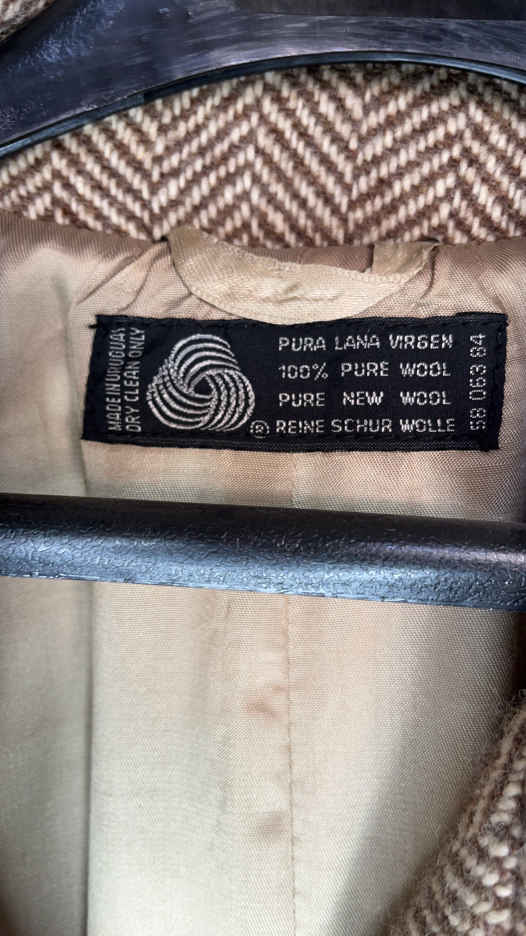 MADE IN URUGUAY
DRY CLEAN ONLY
PURA LANA VIRGEN
100% PURE WOOL
PURE NEW WOOL
® REINE SCHUR WOLLE
58 063 84